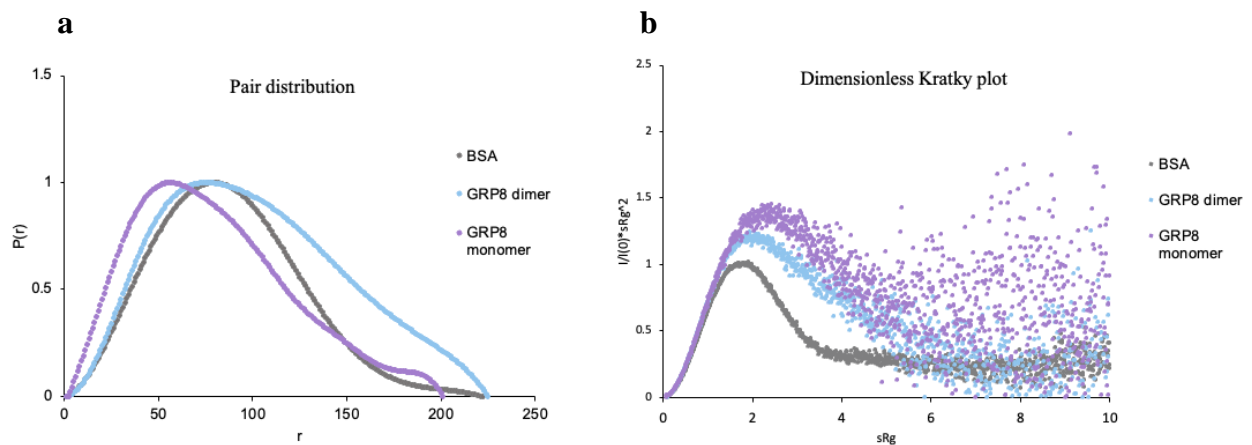 a
Pair distribution
P(r)
1.5
1
0.5
0
0 50 100 150 200 250
r
BSA
GRP8 dimer
GRP8
monomer
b
Dimensionless Kratky plot
I/I(0)*sRg^2
2.5
2
1.5
1
0.5
0
0 2 4 6 8 10
sRg
BSA
GRP8 dimer
GRP8
monomer